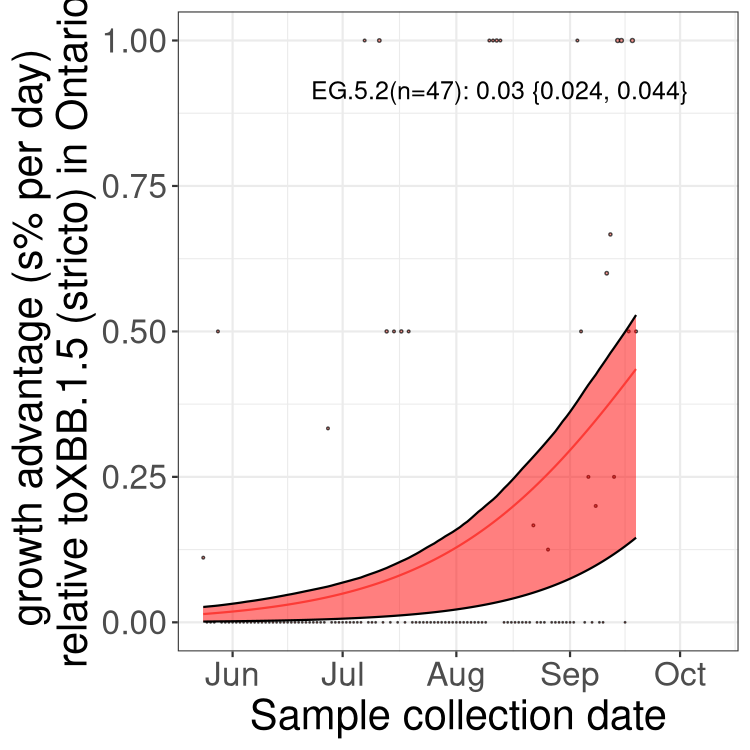 growth advantage (s% per day)
relative toXBB.1.5 (stricto) in Ontario
1.00
0.75
0.50
0.25
0.00
EG.5.2(n=47): 0.03 {0.024, 0.044}
Jun Jul Aug Sep Oct
Sample collection date